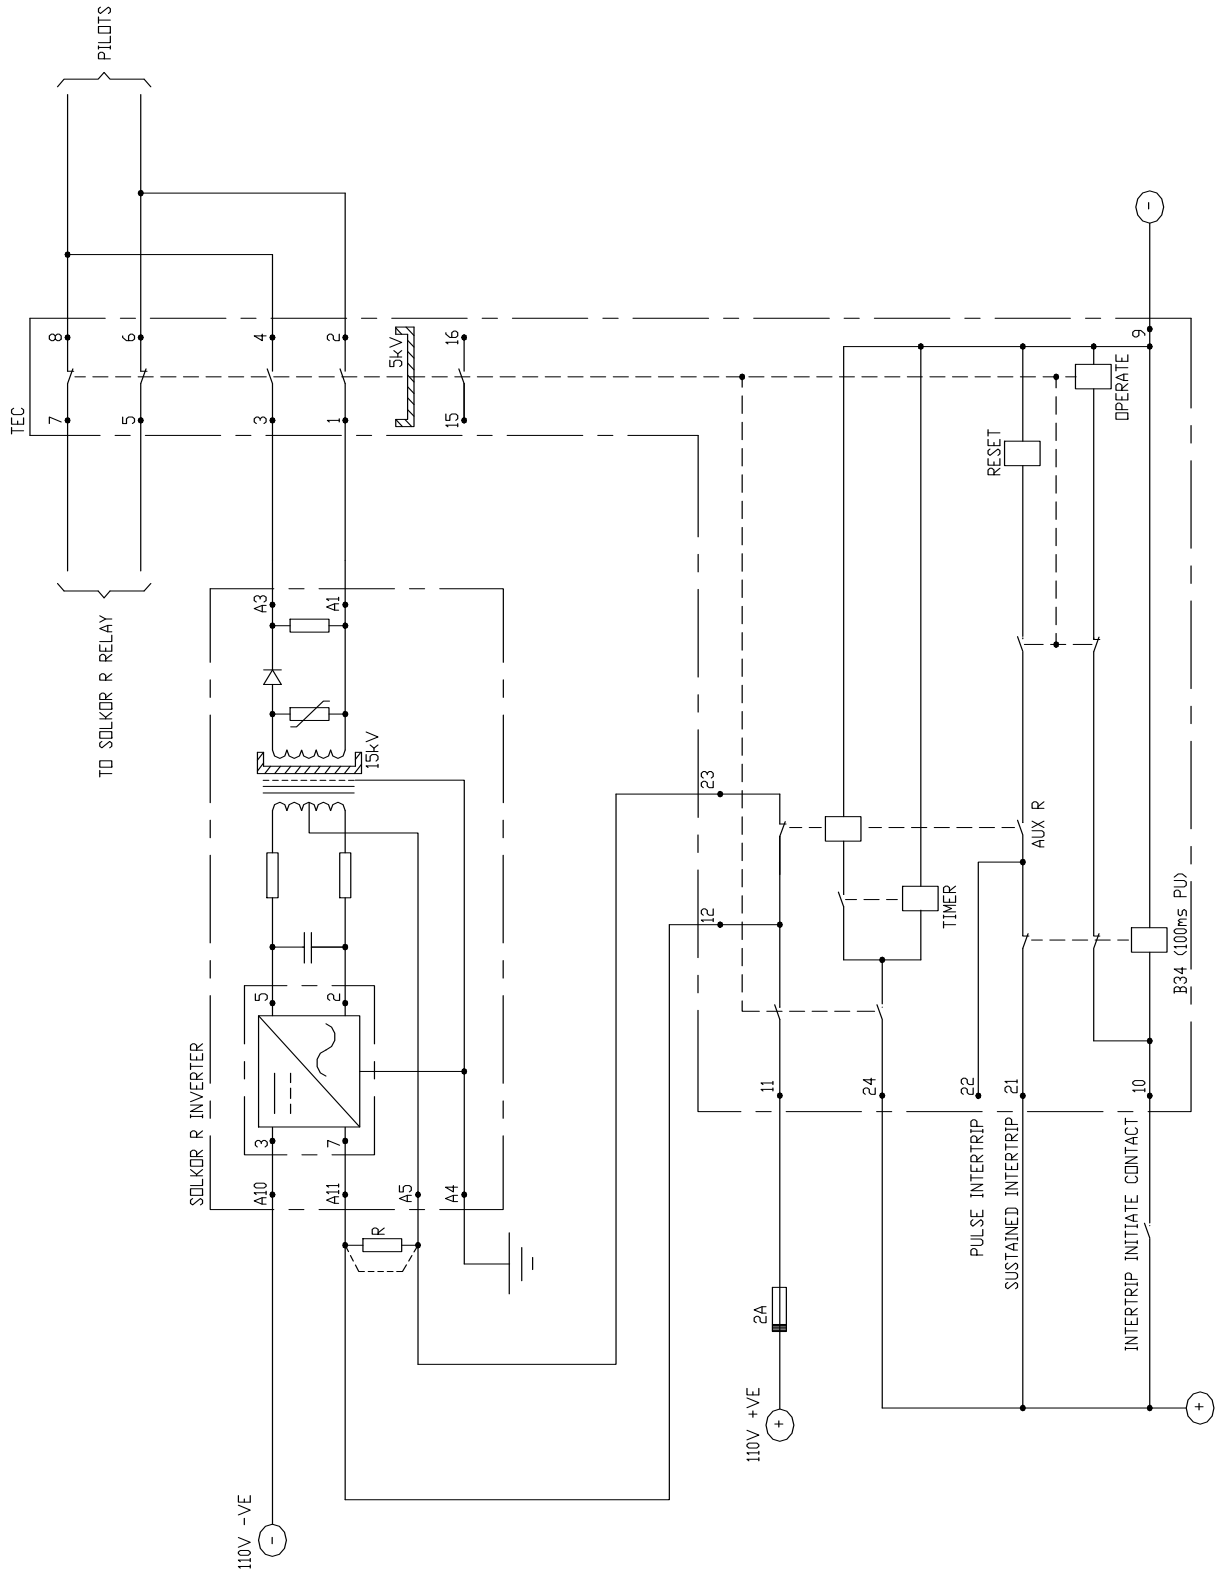 PILOTS
TEC
8
6
4
2
16
5kV
7
5
3
1
15
9
OPERATE
RESET
TO SOLKOR R RELAY
A3
A1
15kV
23
12
AUX R
TIMER
B34 (100ms PU)
5
2
SOLKOR R INVERTER
3
7
A10
A11
A5
A4
R
11
24
22
21
10
PULSE INTERTRIP
SUSTAINED INTERTRIP
INTERTRIP INITIATE CONTACT
2A
110V +VE
+
110V -VE
-
+
-